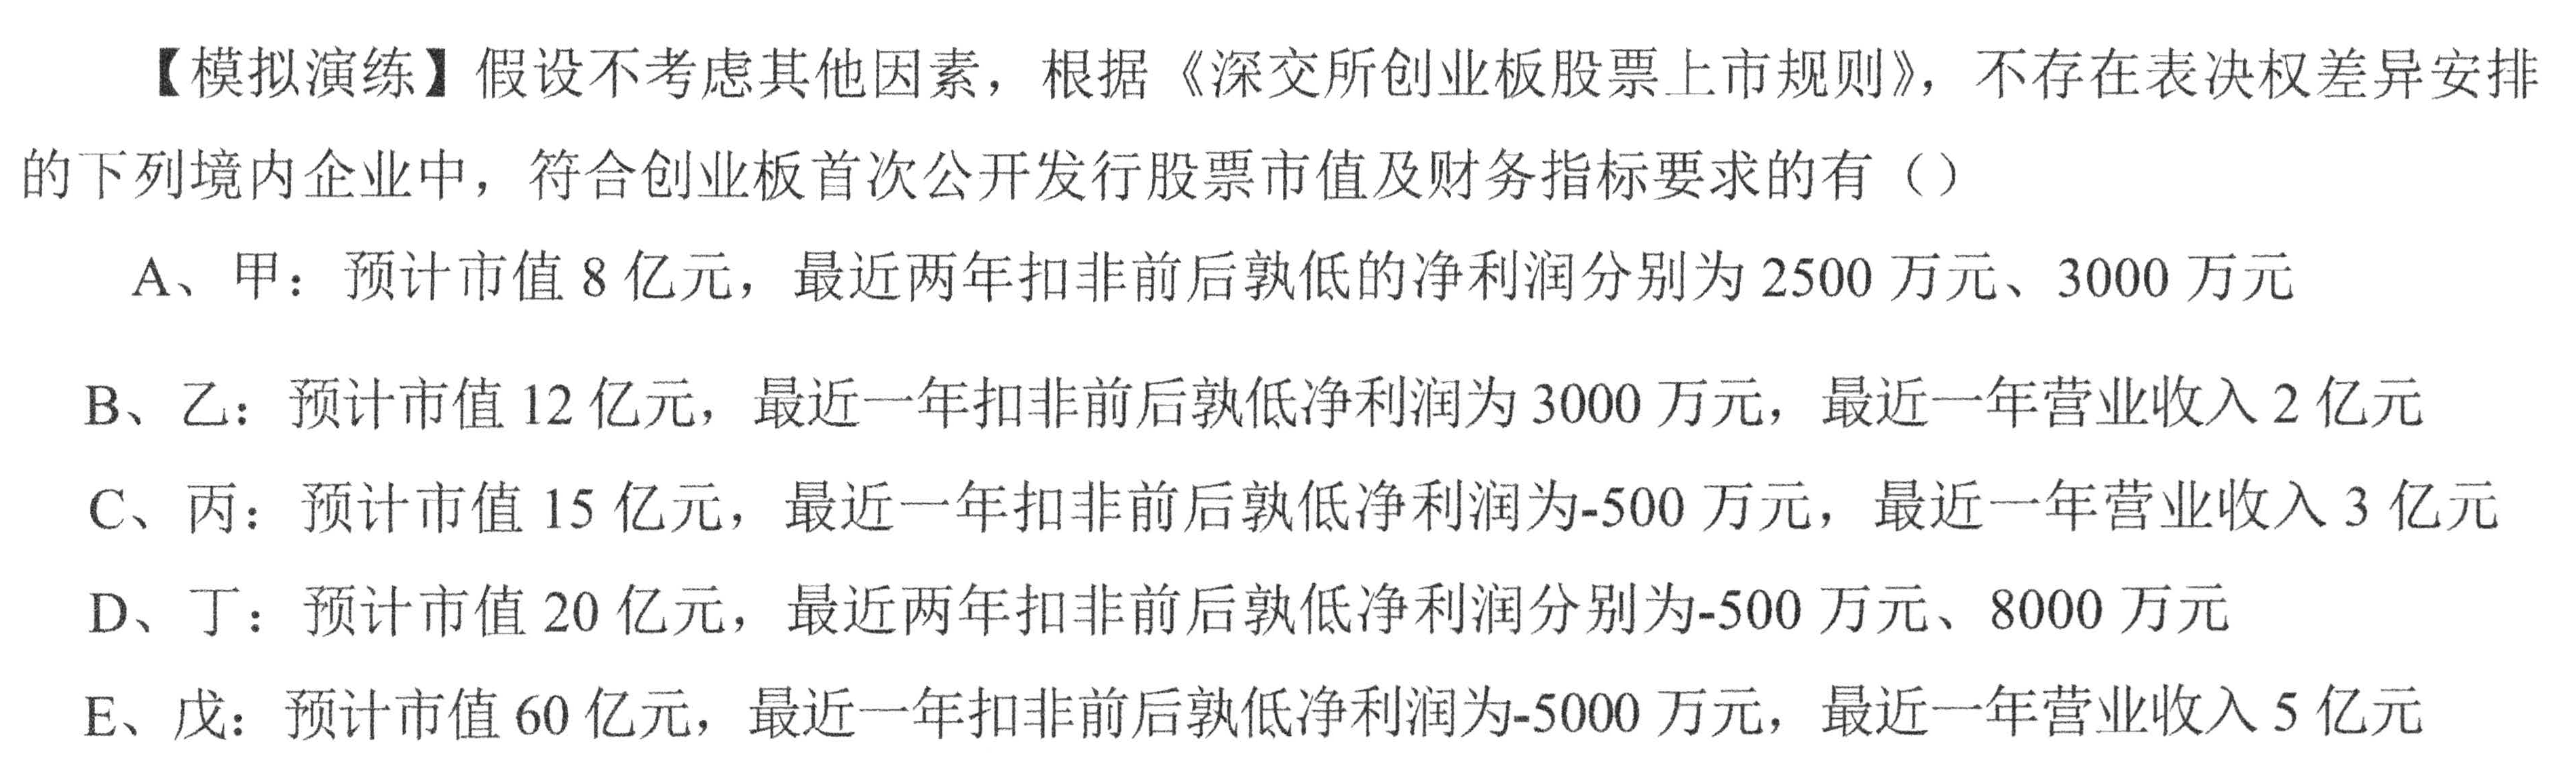 【模拟演练】假设不考虑其他因素，根据《深交所创业板股票上市规则》，不存在表决权差异安排
的下列境内企业中，符合创业板首次公开发行股票市值及财务指标要求的有（）
A、甲：预计市值 8 亿元，最近两年扣非前后孰低的净利润分别为 2500 万元、3000 万元
B、乙：预计市值 12 亿元，最近一年扣非前后孰低净利润为 3000 万元，最近一年营业收入 2 亿元
C、丙：预计市值 15 亿元，最近一年扣非前后孰低净利润为-500 万元，最近一年营业收入 3 亿元
D、丁：预计市值 20 亿元，最近两年扣非前后孰低净利润分别为-500 万元、8000 万元
E、戊：预计市值 60 亿元，最近一年扣非前后孰低净利润为-5000 万元，最近一年营业收入 5 亿元